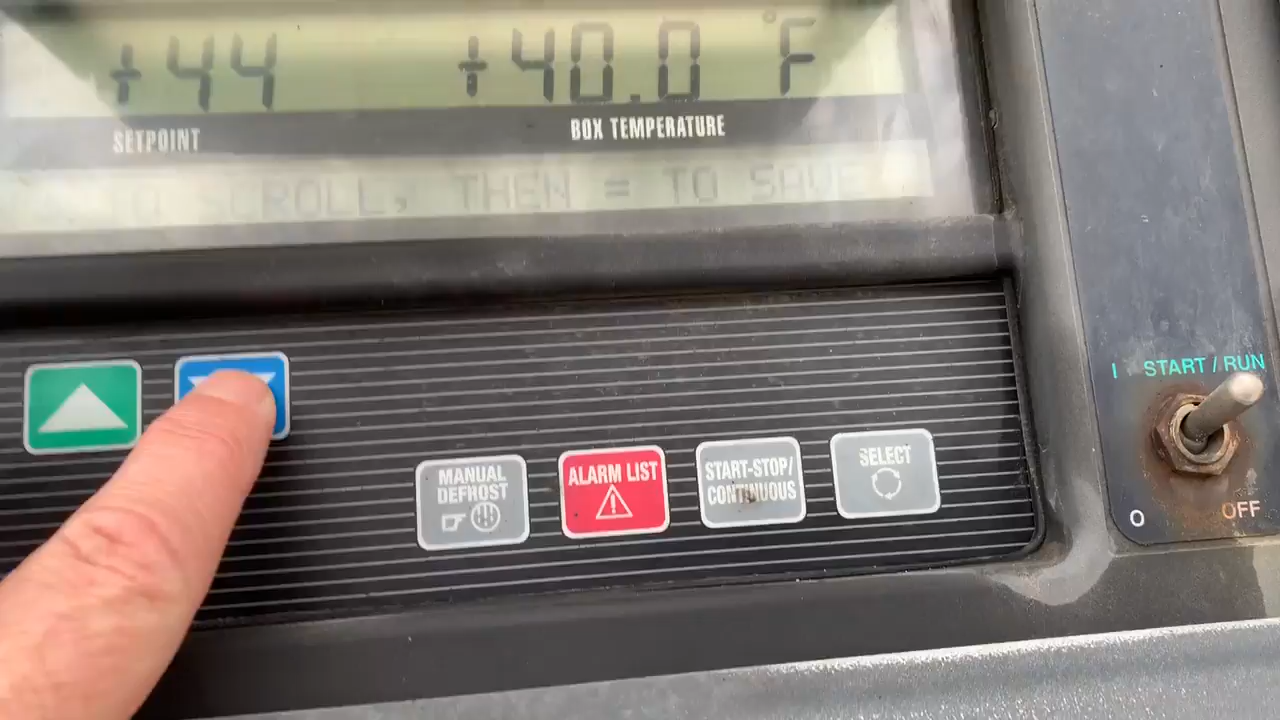 +44 +40.0 °F
SETPOINT BOX TEMPERATURE
TO SCROLL, THEN = TO SAVE
MANUAL DEFROST
ALARM LIST
START-STOP/
CONTINUOUS
SELECT
I START / RUN
O OFF